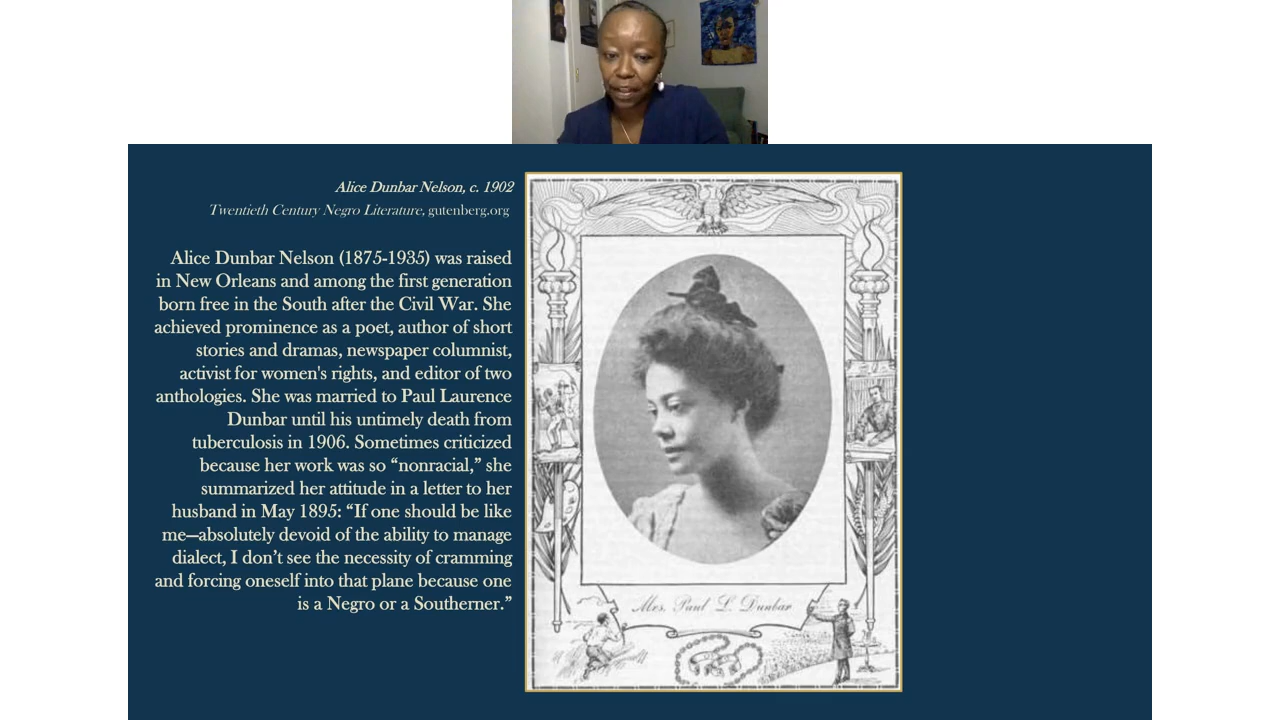 Alice Dunbar Nelson, c. 1902
Twentieth Century Negro Literature, gutenberg.org
Alice Dunbar Nelson (1875-1935) was raised
in New Orleans and among the first generation
born free in the South after the Civil War. She
achieved prominence as a poet, author of short
stories and dramas, newspaper columnist,
activist for women's rights, and editor of two
anthologies. She was married to Paul Laurence
Dunbar until his untimely death from
tuberculosis in 1906. Sometimes criticized
because her work was so “nonracial,” she
summarized her attitude in a letter to her
husband in May 1895: “If one should be like
me—absolutely devoid of the ability to manage
dialect, I don’t see the necessity of cramming
and forcing oneself into that plane because one
is a Negro or a Southerner.”
Mrs. Paul L. Dunbar